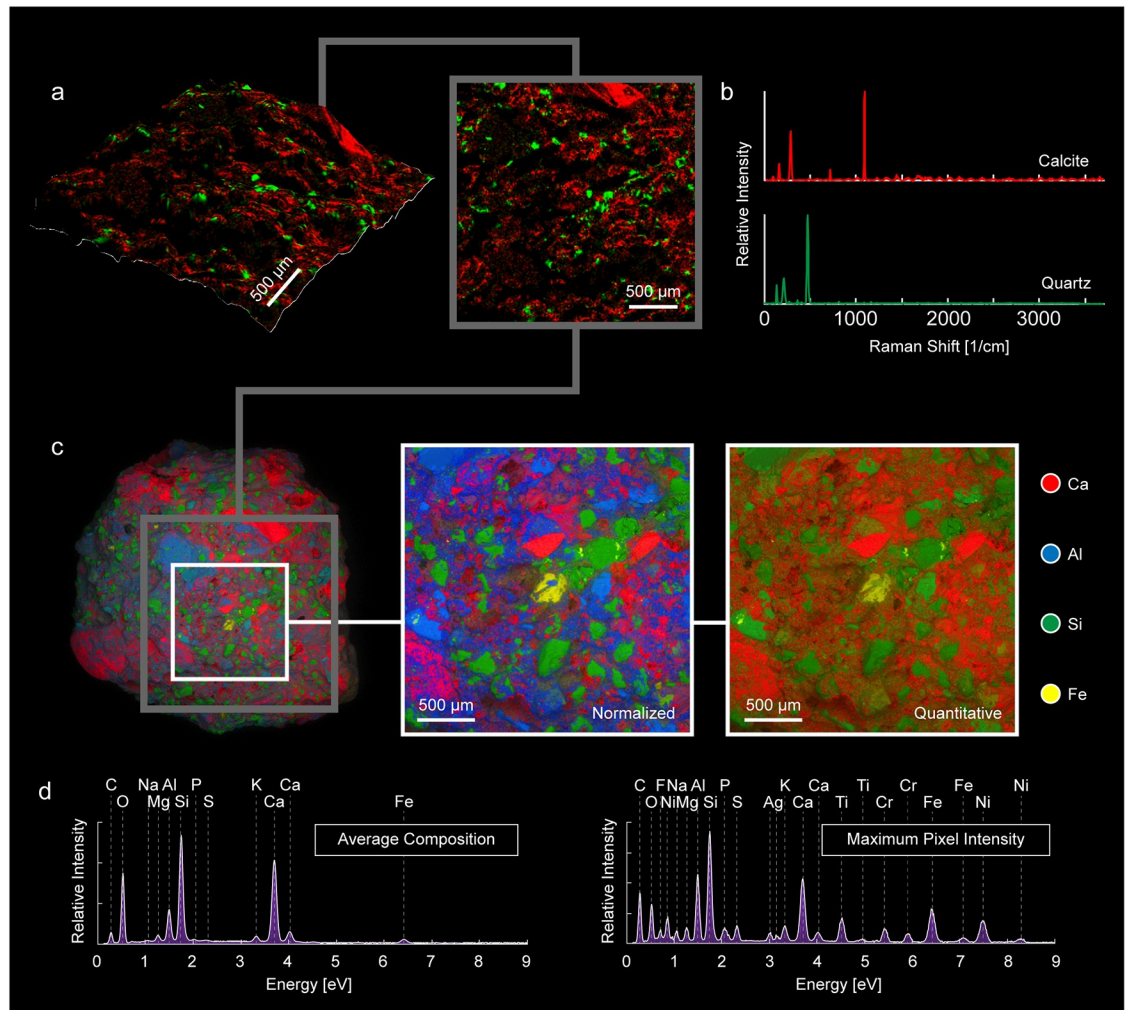 a
500 µm
500 µm
b
Relative Intensity
Calcite
Quartz
0 1000 2000 3000
Raman Shift [1/cm]
c
500 µm
Normalized
500 µm
Quantitative
Ca
Al
Si
Fe
d
C Na Al P K Ca Fe
O Mg Si S Ca
Average Composition
Relative Intensity
0 1 2 3 4 5 6 7 8 9
Energy [eV]
C F Na Al P K Ca Ti Cr Fe Ni
O Ni Mg Si S Ag Ca Ti Cr Fe Ni
Maximum Pixel Intensity
Relative Intensity
0 1 2 3 4 5 6 7 8 9
Energy [eV]